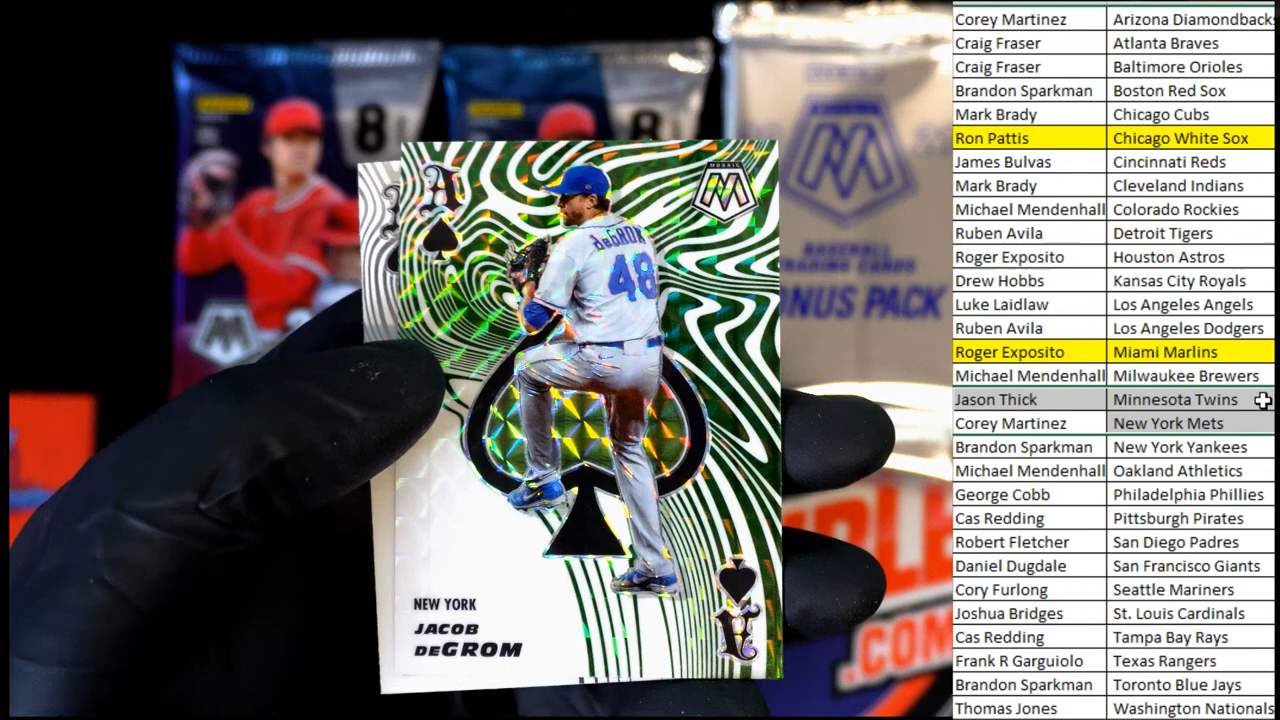 8
8
BASEBALL
TRADING CARDS
BONUS PACK
.COM
A
MOSAIC
M
deGROM
48
NEW YORK
JACOB
DEGROM
A
Corey Martinez Arizona Diamondbacks
Craig Fraser Atlanta Braves
Craig Fraser Baltimore Orioles
Brandon Sparkman Boston Red Sox
Mark Brady Chicago Cubs
Ron Pattis Chicago White Sox
James Bulvas Cincinnati Reds
Mark Brady Cleveland Indians
Michael Mendenhall Colorado Rockies
Ruben Avila Detroit Tigers
Roger Exposito Houston Astros
Drew Hobbs Kansas City Royals
Luke Laidlaw Los Angeles Angels
Ruben Avila Los Angeles Dodgers
Roger Exposito Miami Marlins
Michael Mendenhall Milwaukee Brewers
Jason Thick Minnesota Twins
Corey Martinez New York Mets
Brandon Sparkman New York Yankees
Michael Mendenhall Oakland Athletics
George Cobb Philadelphia Phillies
Cas Redding Pittsburgh Pirates
Robert Fletcher San Diego Padres
Daniel Dugdale San Francisco Giants
Cory Furlong Seattle Mariners
Joshua Bridges St. Louis Cardinals
Cas Redding Tampa Bay Rays
Frank R Garguiolo Texas Rangers
Brandon Sparkman Toronto Blue Jays
Thomas Jones Washington Nationals